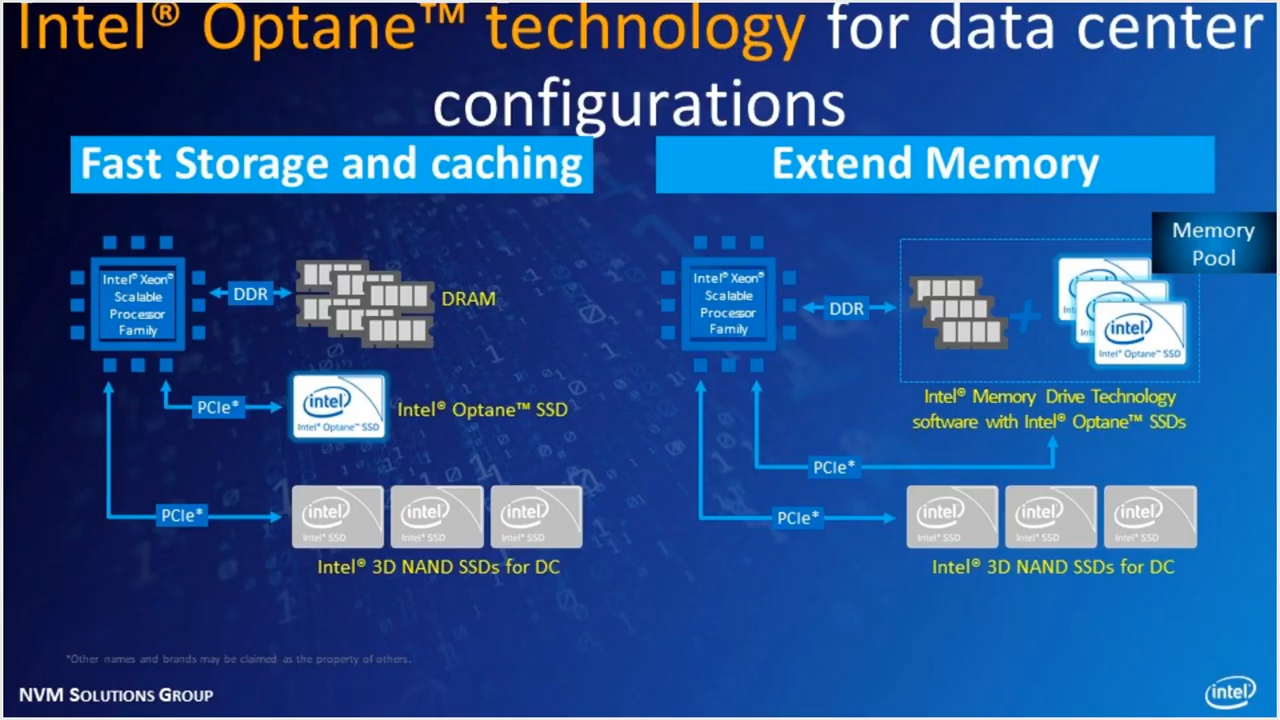 Intel® Optane™ technology for data center
configurations
Fast Storage and caching
Intel® Xeon®
Scalable
Processor
Family
DDR
DRAM
PCIe*
intel
Intel® Optane™ SSD
Intel® Optane™ SSD
PCIe*
intel
Intel® SSD
intel
Intel® SSD
intel
Intel® SSD
Intel® 3D NAND SSDs for DC
Extend Memory
Memory
Pool
Intel® Xeon®
Scalable
Processor
Family
DDR
intel
Intel® Optane™ SSD
Intel® Memory Drive Technology
software with Intel® Optane™ SSDs
PCIe*
PCIe*
intel
Intel® SSD
intel
Intel® SSD
intel
Intel® SSD
Intel® 3D NAND SSDs for DC
*Other names and brands may be claimed as the property of others.
NVM SOLUTIONS GROUP
intel